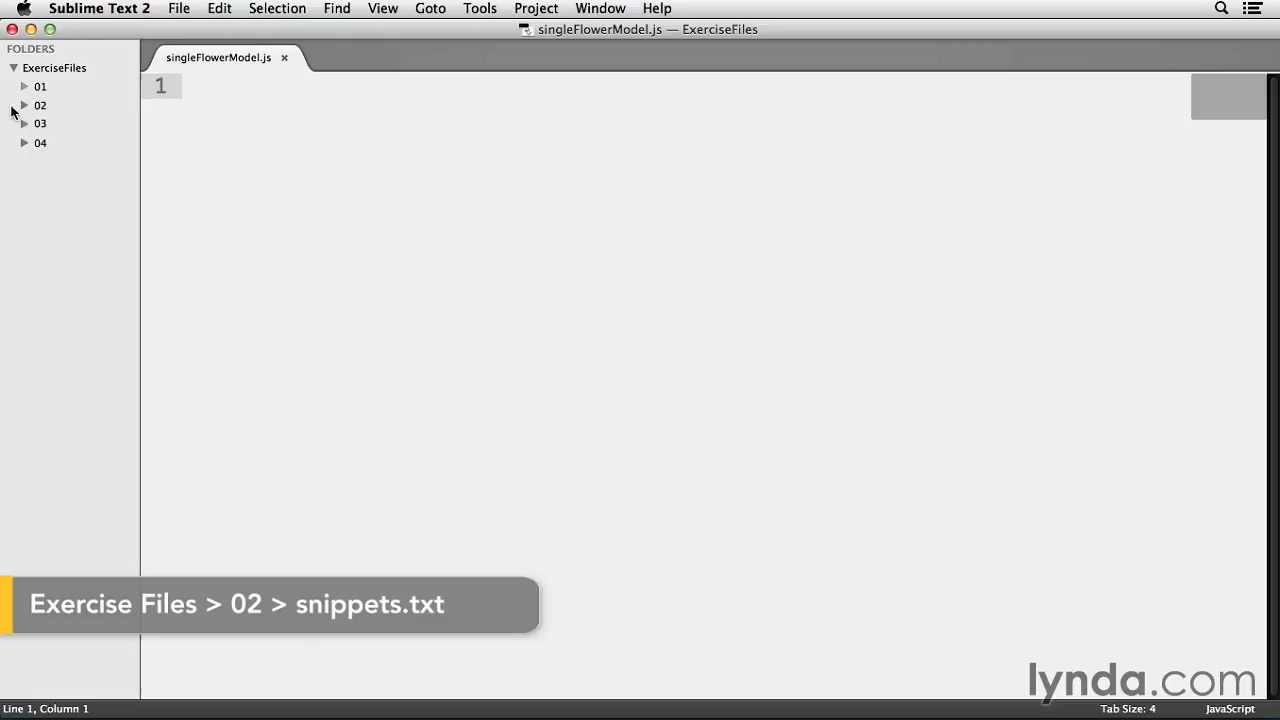 Sublime Text 2 File Edit Selection Find View Goto Tools Project Window Help
singleFlowerModel.js — ExerciseFiles
FOLDERS
ExerciseFiles
01
02
03
04
singleFlowerModel.js ×
1
Exercise Files > 02 > snippets.txt
lynda.com
Line 1, Column 1 Tab Size: 4 JavaScript